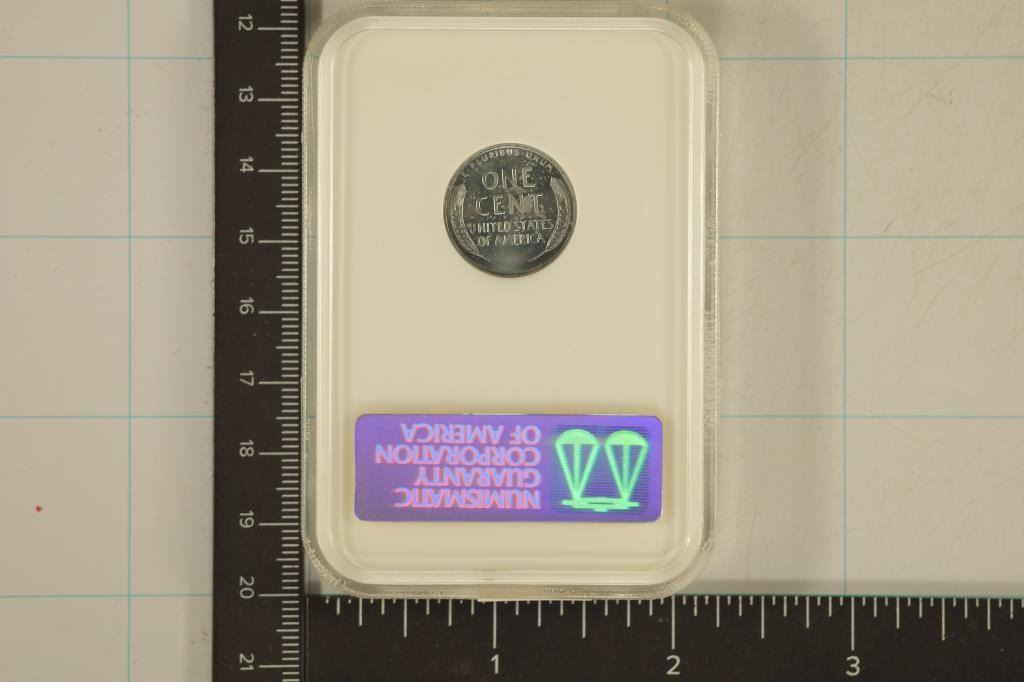 E·PLURIBUS·UNUM
ONE
CENT
UNITED STATES
OF AMERICA
NUMISMATIC
GUARANTY
CORPORATION
OF AMERICA
12
13
14
15
16
17
18
19
20
21
1
2
3